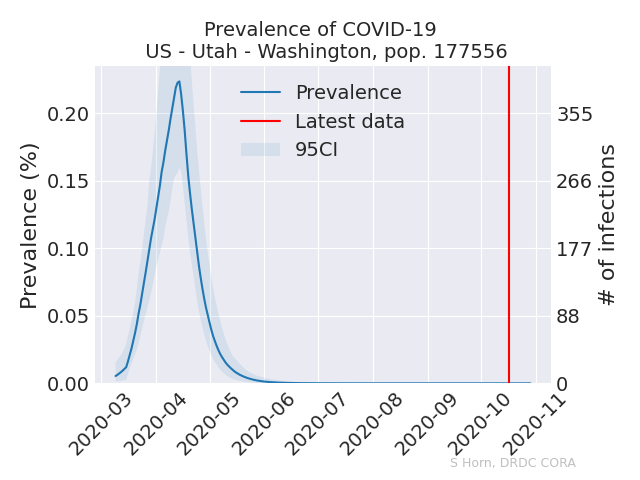 Prevalence of COVID-19
US - Utah - Washington, pop. 177556
Prevalence
Latest data
95CI
Prevalence (%)
0.20
0.15
0.10
0.05
0.00
355
266
177
88
0
# of infections
2020-03
2020-04
2020-05
2020-06
2020-07
2020-08
2020-09
2020-10
2020-11
S Horn, DRDC CORA